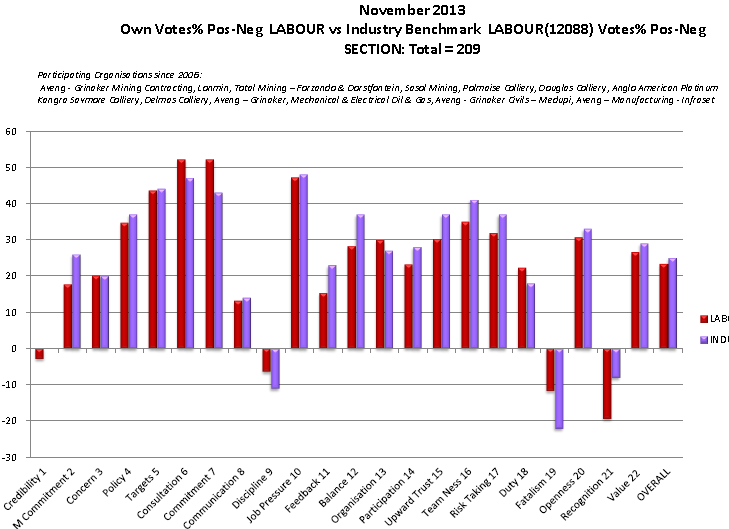 November 2013
Own Votes% Pos-Neg LABOUR vs Industry Benchmark LABOUR(12088) Votes% Pos-Neg
SECTION: Total = 209
Participating Organisations since 2006:
Aveng - Grinaker Mining Contracting, Lonmin, Total Mining – Forzando & Dorstfontein, Sasol Mining, Polmaise Colliery, Douglas Colliery, Anglo American Platinum
Kangra Savmore Colliery, Delmas Colliery, Aveng – Grinaker, Mechanical & Electrical Oil & Gas, Aveng - Grinaker Civils – Medupi, Aveng – Manufacturing - Infraset
60
50
40
30
20
10
0
-10
-20
-30
LABO
INDU
Credibility 1
M Commitment 2
Concern 3
Policy 4
Targets 5
Consultation 6
Commitment 7
Communication 8
Discipline 9
Job Pressure 10
Feedback 11
Balance 12
Organisation 13
Participation 14
Upward Trust 15
Team Ness 16
Risk Taking 17
Duty 18
Fatalism 19
Openness 20
Recognition 21
Value 22
OVERALL